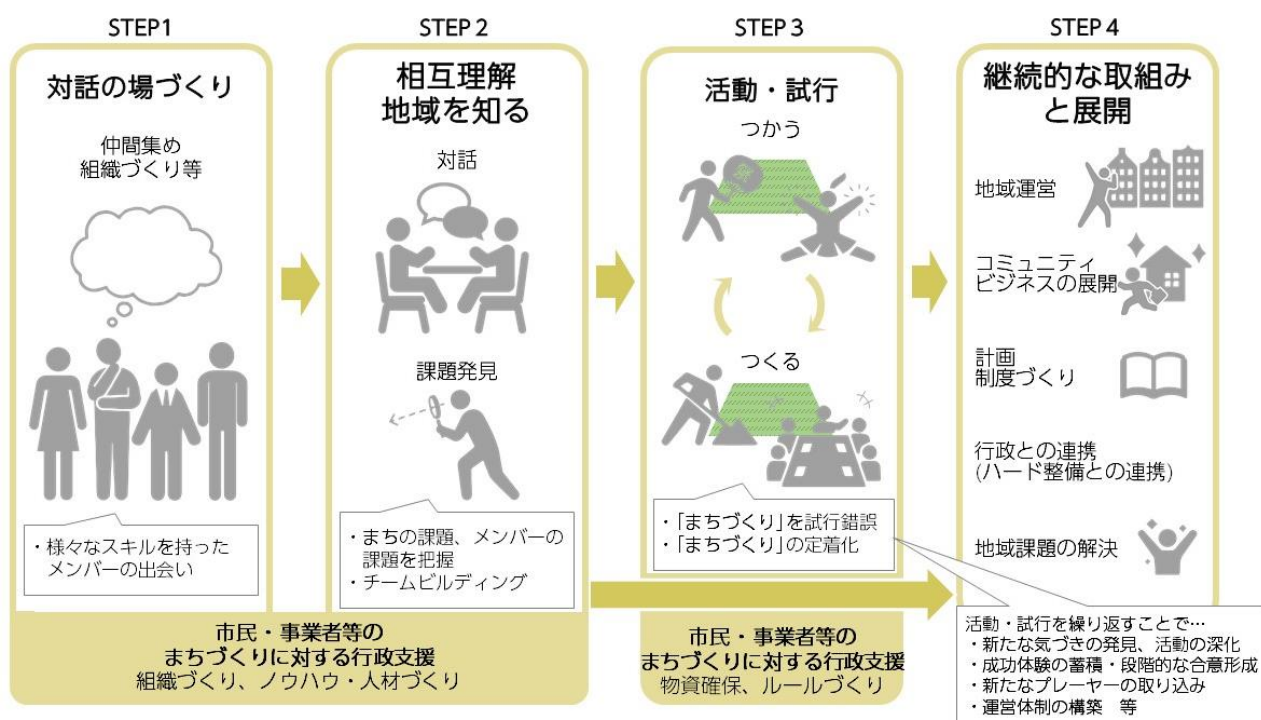 STEP1
対話の場づくり
仲間集め
組織づくり等
・様々なスキルを持った
メンバーの出会い
STEP 2
相互理解
地域を知る
対話
課題発見
・まちの課題、メンバーの
課題を把握
・チームビルディング
市民・事業者等の
まちづくりに対する行政支援
組織づくり、ノウハウ・人材づくり
STEP 3
活動・試行
つかう
つくる
・「まちづくり」を試行錯誤
・「まちづくり」の定着化
市民・事業者等の
まちづくりに対する行政支援
物資確保、ルールづくり
STEP 4
継続的な取組み
と展開
地域運営
コミュニティ
ビジネスの展開
計画
制度づくり
行政との連携
(ハード整備との連携)
地域課題の解決
活動・試行を繰り返すことで…
・新たな気づきの発見、活動の深化
・成功体験の蓄積・段階的な合意形成
・新たなプレーヤーの取り込み
・運営体制の構築　等